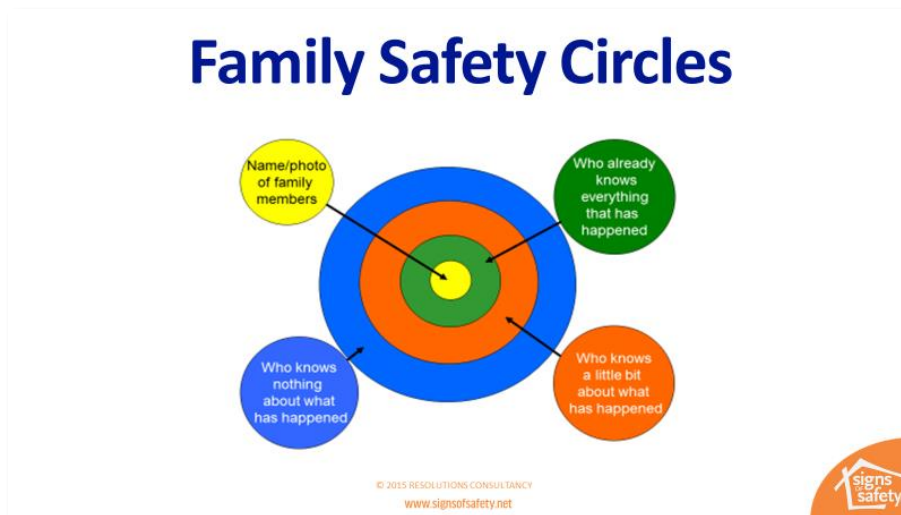 Family Safety Circles
Name/photo
of family
members
Who already
knows
everything
that has
happened
Who knows
nothing
about what
has happened
Who knows
a little bit
about what
has happened
© 2015 RESOLUTIONS CONSULTANCY
www.signsofsafety.net
signs
of
safety